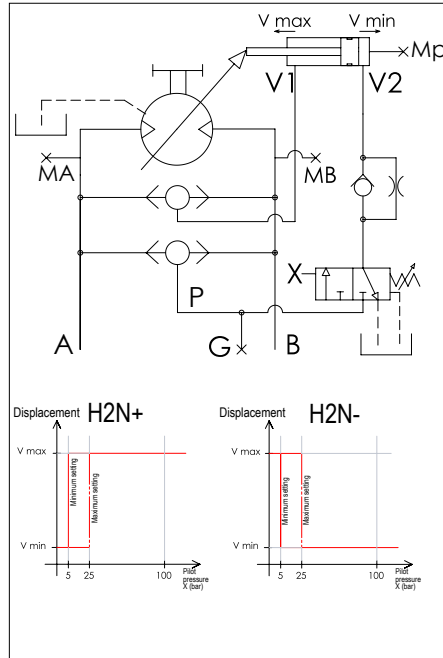 V max V min
Mp
V1 V2
MA MB
X
P
A G B
Displacement H2N+
V max
Minimum setting
Maximum setting
V min
5 25 100
Pilot
pressure
X (bar)
Displacement H2N-
V max
Minimum setting
Maximum setting
V min
5 25 100
Pilot
pressure
X (bar)